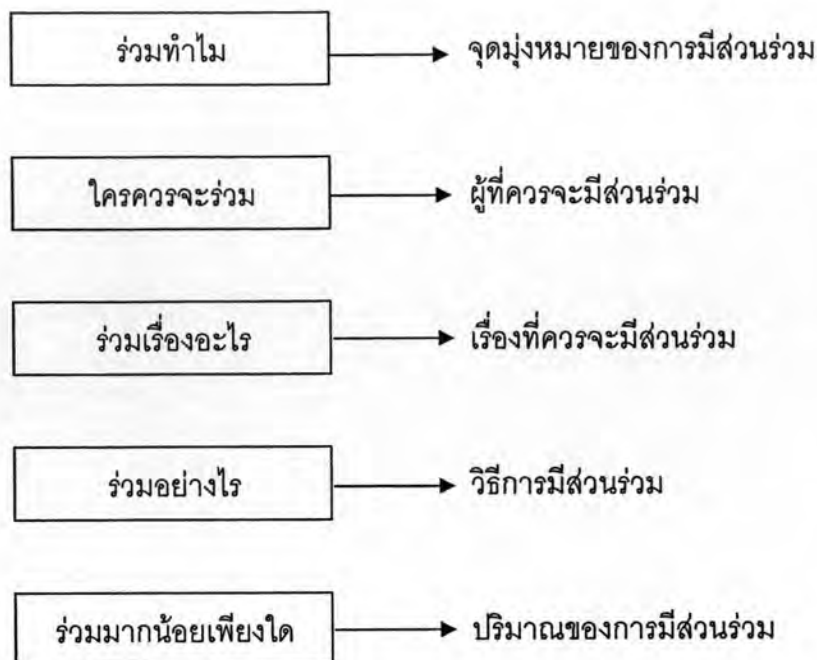 ร่วมทำไม จุดมุ่งหมายของการมีส่วนร่วม
ใครควรจะร่วม ผู้ที่ควรจะมีส่วนร่วม
ร่วมเรื่องอะไร เรื่องที่ควรจะมีส่วนร่วม
ร่วมอย่างไร วิธีการมีส่วนร่วม
ร่วมมากน้อยเพียงใด ปริมาณของการมีส่วนร่วม